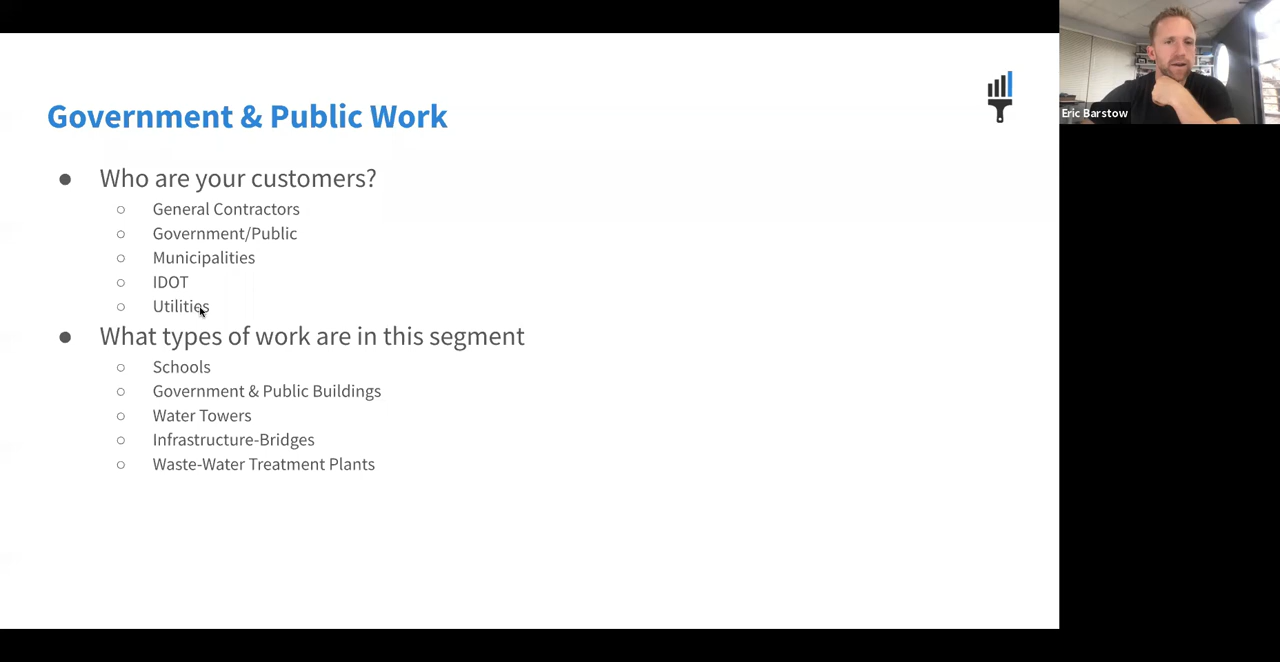 Government & Public Work
● Who are your customers?
○ General Contractors
○ Government/Public
○ Municipalities
○ IDOT
○ Utilities
● What types of work are in this segment
○ Schools
○ Government & Public Buildings
○ Water Towers
○ Infrastructure-Bridges
○ Waste-Water Treatment Plants
Eric Barstow